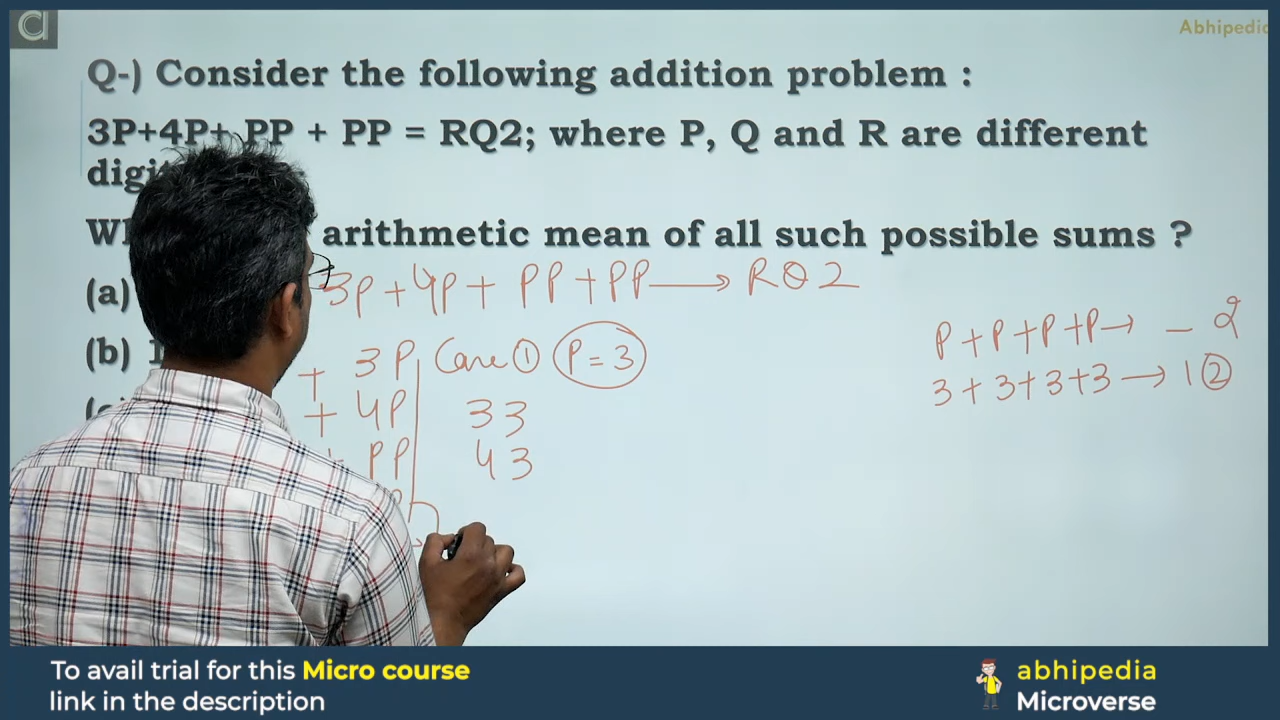 Abhipedia
Q-) Consider the following addition problem :
3P+4P+ PP + PP = RQ2; where P, Q and R are different
arithmetic mean of all such possible sums ?
(a)
3P + 4P + PP + PP → RQ2
(b) 1
+ 3P Case ① P = 3
P + P + P + P → _ 2
3 + 3 + 3 + 3 → 1②
+ 4P 33
PP 43
To avail trial for this Micro course
link in the description
abhipedia
Microverse